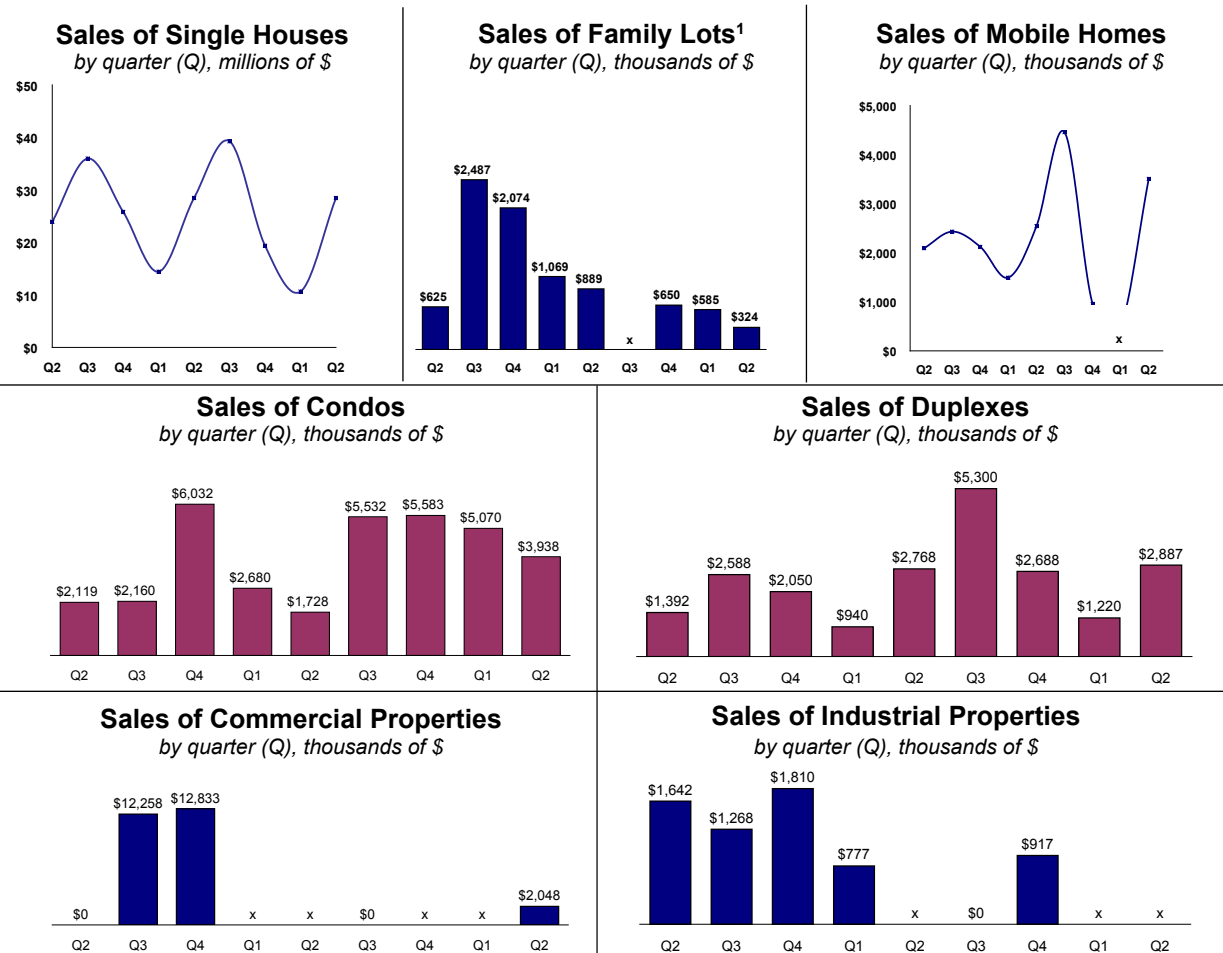 Sales of Single Houses
by quarter (Q), millions of $
$50
$40
$30
$20
$10
$0
Q2 Q3 Q4 Q1 Q2 Q3 Q4 Q1 Q2
Sales of Family Lots¹
by quarter (Q), thousands of $
$625 $2,487 $2,074 $1,069 $889 x $650 $585 $324
Q2 Q3 Q4 Q1 Q2 Q3 Q4 Q1 Q2
Sales of Mobile Homes
by quarter (Q), thousands of $
$5,000
$4,000
$3,000
$2,000
$1,000
x
$0
Q2 Q3 Q4 Q1 Q2 Q3 Q4 Q1 Q2
Sales of Condos
by quarter (Q), thousands of $
$2,119 $2,160 $6,032 $2,680 $1,728 $5,532 $5,583 $5,070 $3,938
Q2 Q3 Q4 Q1 Q2 Q3 Q4 Q1 Q2
Sales of Duplexes
by quarter (Q), thousands of $
$1,392 $2,588 $2,050 $940 $2,768 $5,300 $2,688 $1,220 $2,887
Q2 Q3 Q4 Q1 Q2 Q3 Q4 Q1 Q2
Sales of Commercial Properties
by quarter (Q), thousands of $
$0 $12,258 $12,833 x x $0 x x $2,048
Q2 Q3 Q4 Q1 Q2 Q3 Q4 Q1 Q2
Sales of Industrial Properties
by quarter (Q), thousands of $
$1,642 $1,268 $1,810 $777 x $0 $917 x x
Q2 Q3 Q4 Q1 Q2 Q3 Q4 Q1 Q2